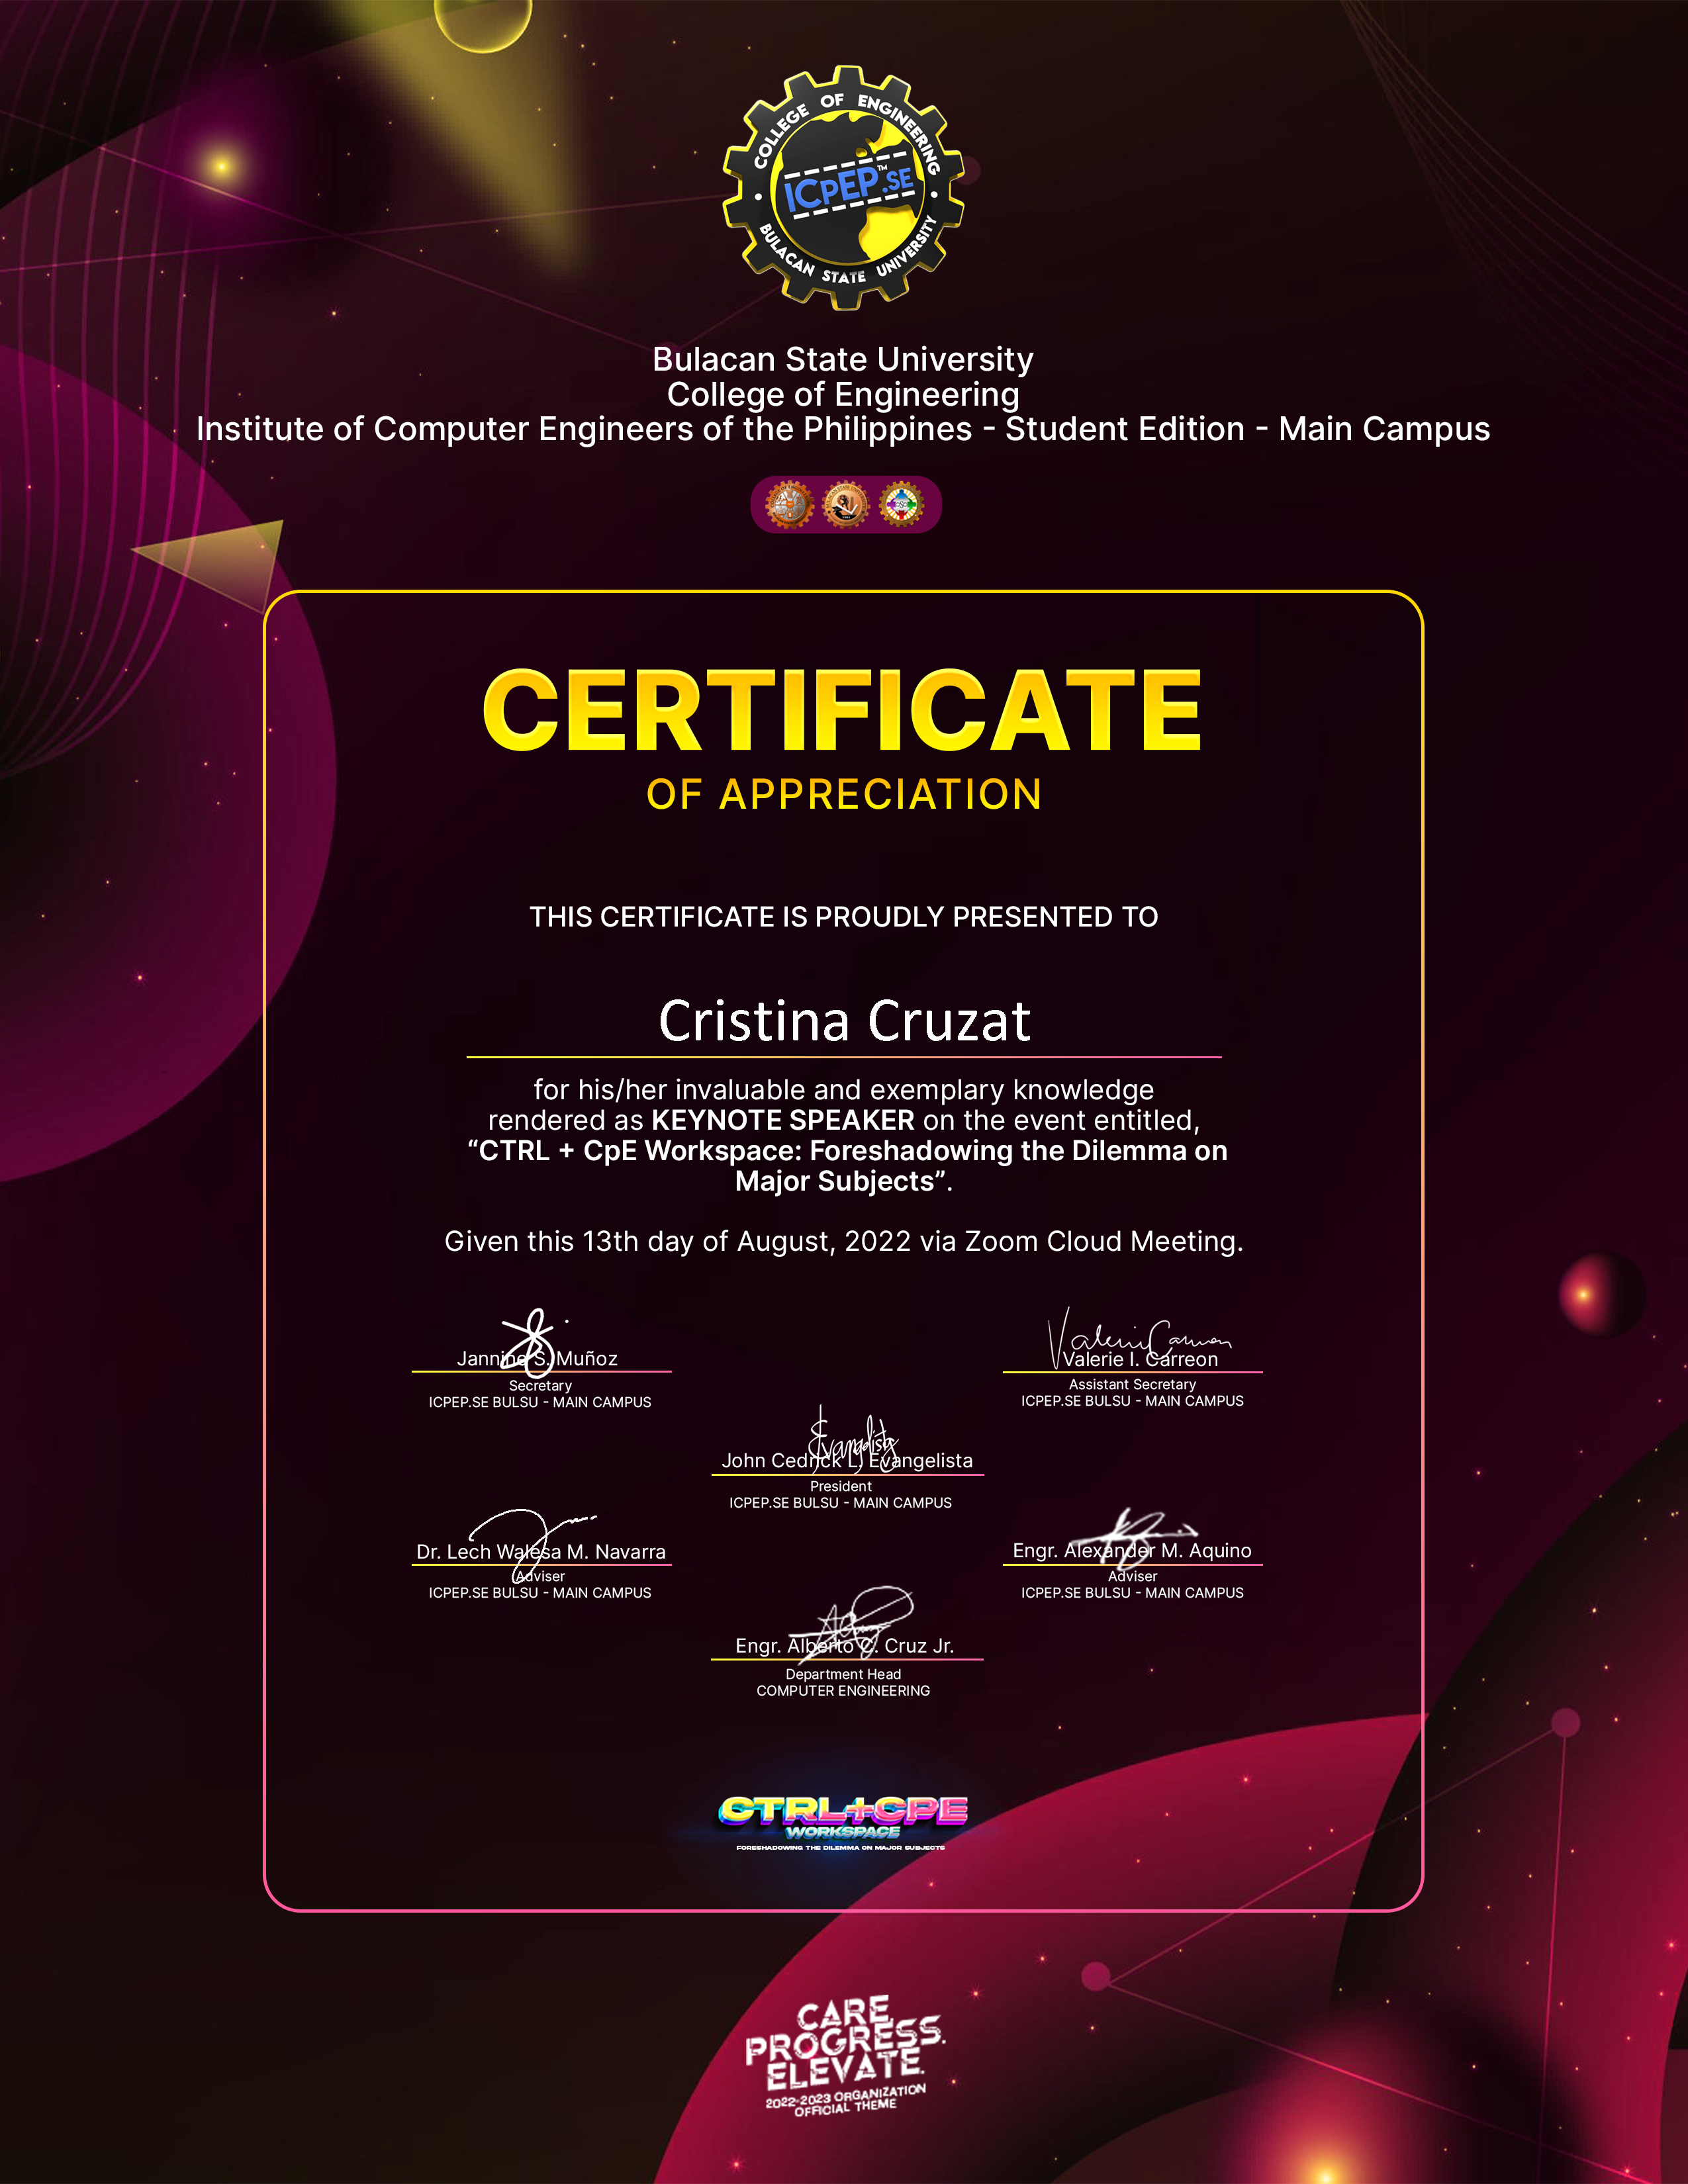 COLLEGE OF ENGINEERING
ICpEP.SE™
BULACAN STATE UNIVERSITY
Bulacan State University
College of Engineering
Institute of Computer Engineers of the Philippines - Student Edition - Main Campus
CERTIFICATE
OF APPRECIATION
THIS CERTIFICATE IS PROUDLY PRESENTED TO
Cristina Cruzat
for his/her invaluable and exemplary knowledge
rendered as KEYNOTE SPEAKER on the event entitled,
“CTRL + CpE Workspace: Foreshadowing the Dilemma on
Major Subjects”.
Given this 13th day of August, 2022 via Zoom Cloud Meeting.
Jannine S. Muñoz
Secretary
ICPEP.SE BULSU - MAIN CAMPUS
Valerie I. Carreon
Assistant Secretary
ICPEP.SE BULSU - MAIN CAMPUS
John Cedrick L. Evangelista
President
ICPEP.SE BULSU - MAIN CAMPUS
Dr. Lech Walesa M. Navarra
Adviser
ICPEP.SE BULSU - MAIN CAMPUS
Engr. Alexander M. Aquino
Adviser
ICPEP.SE BULSU - MAIN CAMPUS
Engr. Alberto C. Cruz Jr.
Department Head
COMPUTER ENGINEERING
CTRL+CPE
WORKSPACE
FORESHADOWING THE DILEMMA ON MAJOR SUBJECTS
CARE.
PROGRESS.
ELEVATE.
2022-2023 ORGANIZATION
OFFICIAL THEME